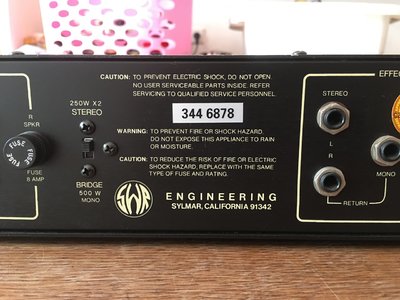 CAUTION: TO PREVENT ELECTRIC SHOCK, DO NOT OPEN.
NO USER SERVICEABLE PARTS INSIDE. REFER
SERVICING TO QUALIFIED SERVICE PERSONNEL.
EFFEC
R
SPKR
250W X2
STEREO
344 6878
STEREO
WARNING: TO PREVENT FIRE OR SHOCK HAZARD.
DO NOT EXPOSE THIS APPLIANCE TO RAIN
OR MOISTURE.
FUSE
FUSE
FUSE
L
R
CAUTION: TO REDUCE THE RISK OF FIRE OR ELECTRIC
SHOCK HAZARD, REPLACE WITH THE SAME
TYPE OF FUSE AND RATING.
FUSE
8 AMP
BRIDGE
500 W
MONO
MONO
RETURN
SWR
ENGINEERING
SYLMAR, CALIFORNIA 91342